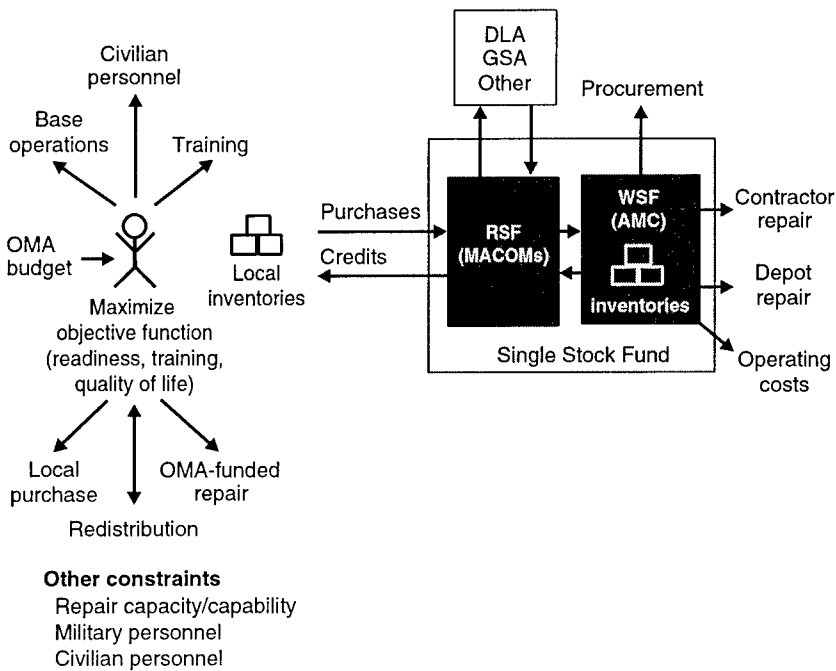 Civilian
personnel
Base
operations
Training
OMA
budget
Local
inventories
Maximize
objective function
(readiness, training,
quality of life)
Local
purchase
OMA-funded
repair
Redistribution
Other constraints
Repair capacity/capability
Military personnel
Civilian personnel
Purchases
Credits
DLA
GSA
Other
Procurement
RSF
(MACOMs)
WSF
(AMC)
inventories
Single Stock Fund
Contractor
repair
Depot
repair
Operating
costs